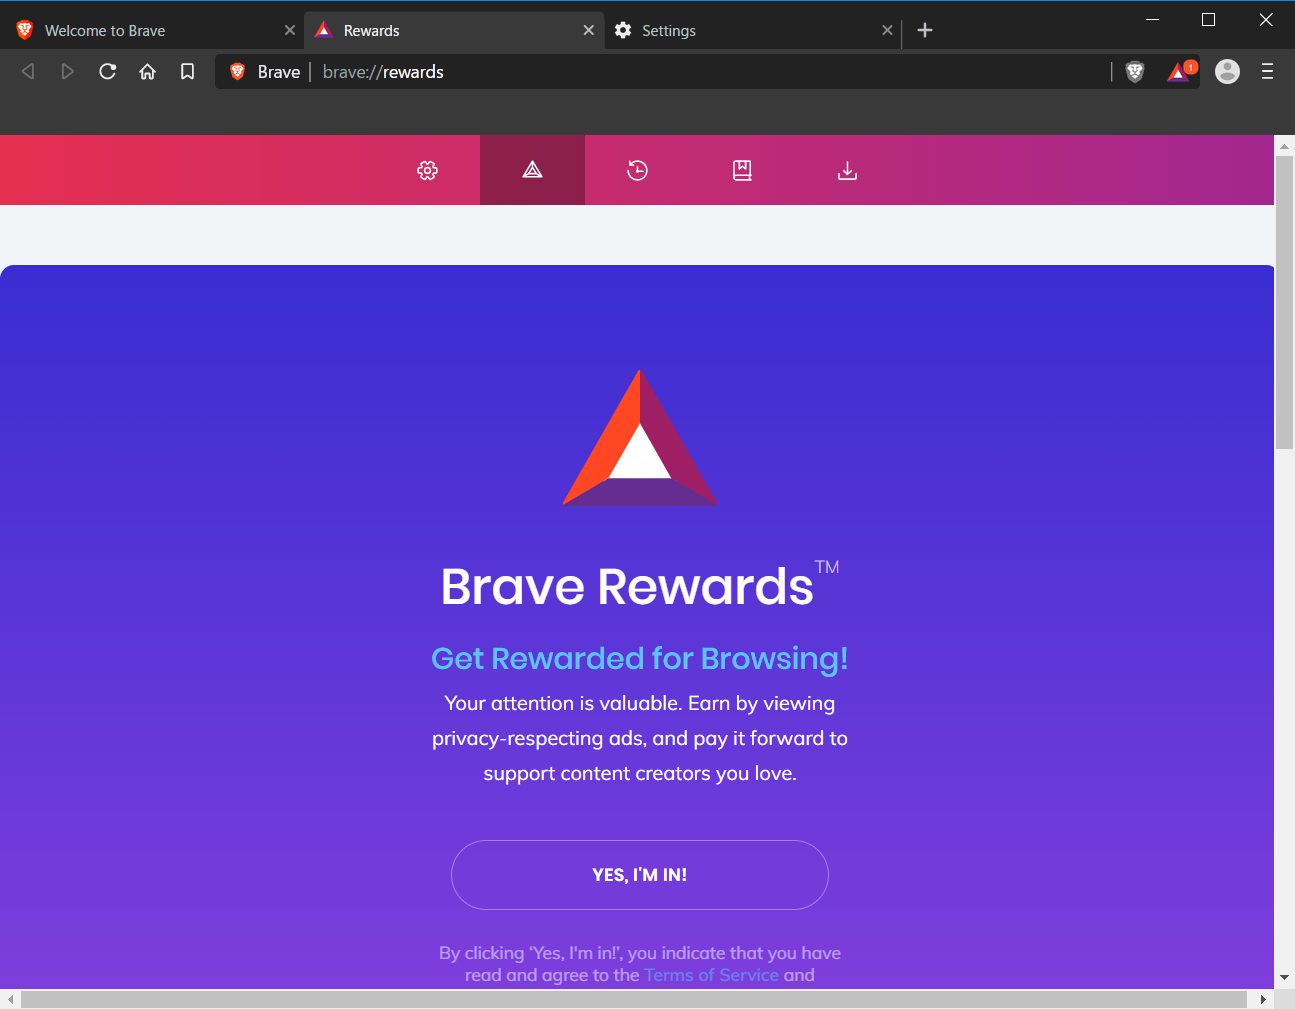 Welcome to Brave
Rewards
Settings
Brave
brave://rewards
1
Brave Rewards™
Get Rewarded for Browsing!
Your attention is valuable. Earn by viewing
privacy-respecting ads, and pay it forward to
support content creators you love.
YES, I'M IN!
By clicking ‘Yes, I'm in!’, you indicate that you have
read and agree to the Terms of Service and